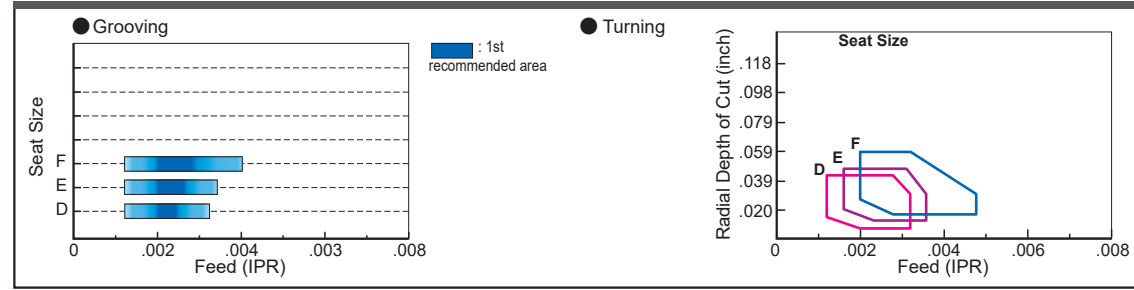 Grooving
: 1st
recommended area
Seat Size
F
E
D
0 .002 .004 .003 .008
Feed (IPR)
Turning
Seat Size
Radial Depth of Cut (inch)
.118
.098
.079
.059
.039
.020
F
E
D
0 .002 .004 .006 .008
Feed (IPR)